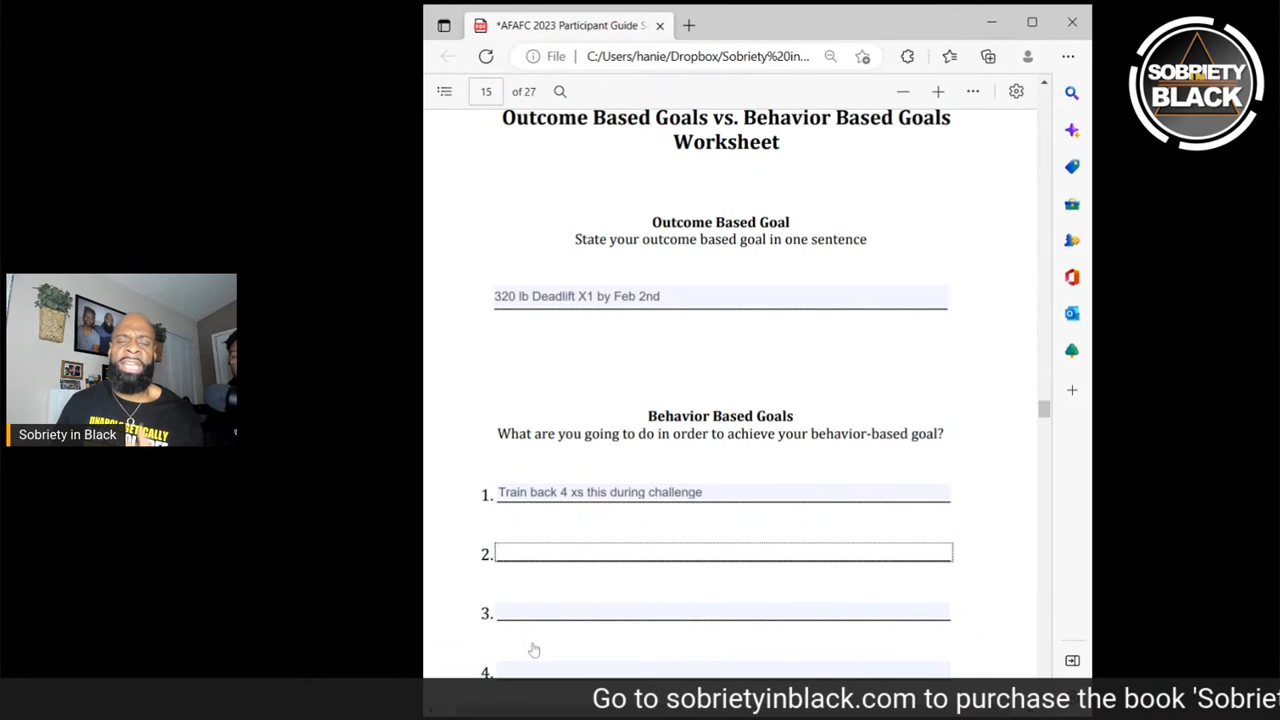 *AFAFC 2023 Participant Guide S
File
C:/Users/hanie/Dropbox/Sobriety%20in...
15 of 27
SOBRIETY
IN
BLACK
Outcome Based Goals vs. Behavior Based Goals
Worksheet
Outcome Based Goal
State your outcome based goal in one sentence
320 lb Deadlift X1 by Feb 2nd
Behavior Based Goals
What are you going to do in order to achieve your behavior-based goal?
1. Train back 4 xs this during challenge
2.
3.
4.
UNAPOLOGETICALLY
Sobriety in Black
Go to sobrietyinblack.com to purchase the book 'Sobrie